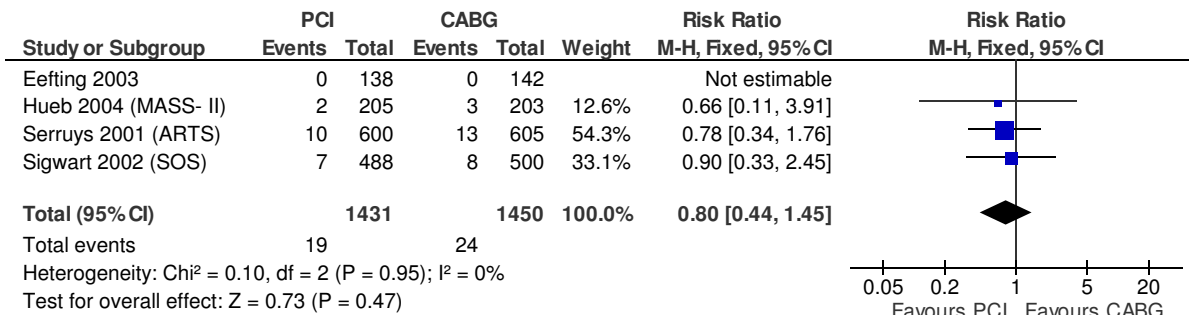 PCI CABG Risk Ratio Risk Ratio
Study or Subgroup Events Total Events Total Weight M-H, Fixed, 95% CI M-H, Fixed, 95% CI
Eefting 2003 0 138 0 142 Not estimable
Hueb 2004 (MASS- II) 2 205 3 203 12.6% 0.66 [0.11, 3.91]
Serruys 2001 (ARTS) 10 600 13 605 54.3% 0.78 [0.34, 1.76]
Sigwart 2002 (SOS) 7 488 8 500 33.1% 0.90 [0.33, 2.45]
Total (95% CI) 1431 1450 100.0% 0.80 [0.44, 1.45]
Total events 19 24
Heterogeneity: Chi² = 0.10, df = 2 (P = 0.95); I² = 0%
Test for overall effect: Z = 0.73 (P = 0.47)
0.05 0.2 1 5 20
Favours PCI Favours CABG